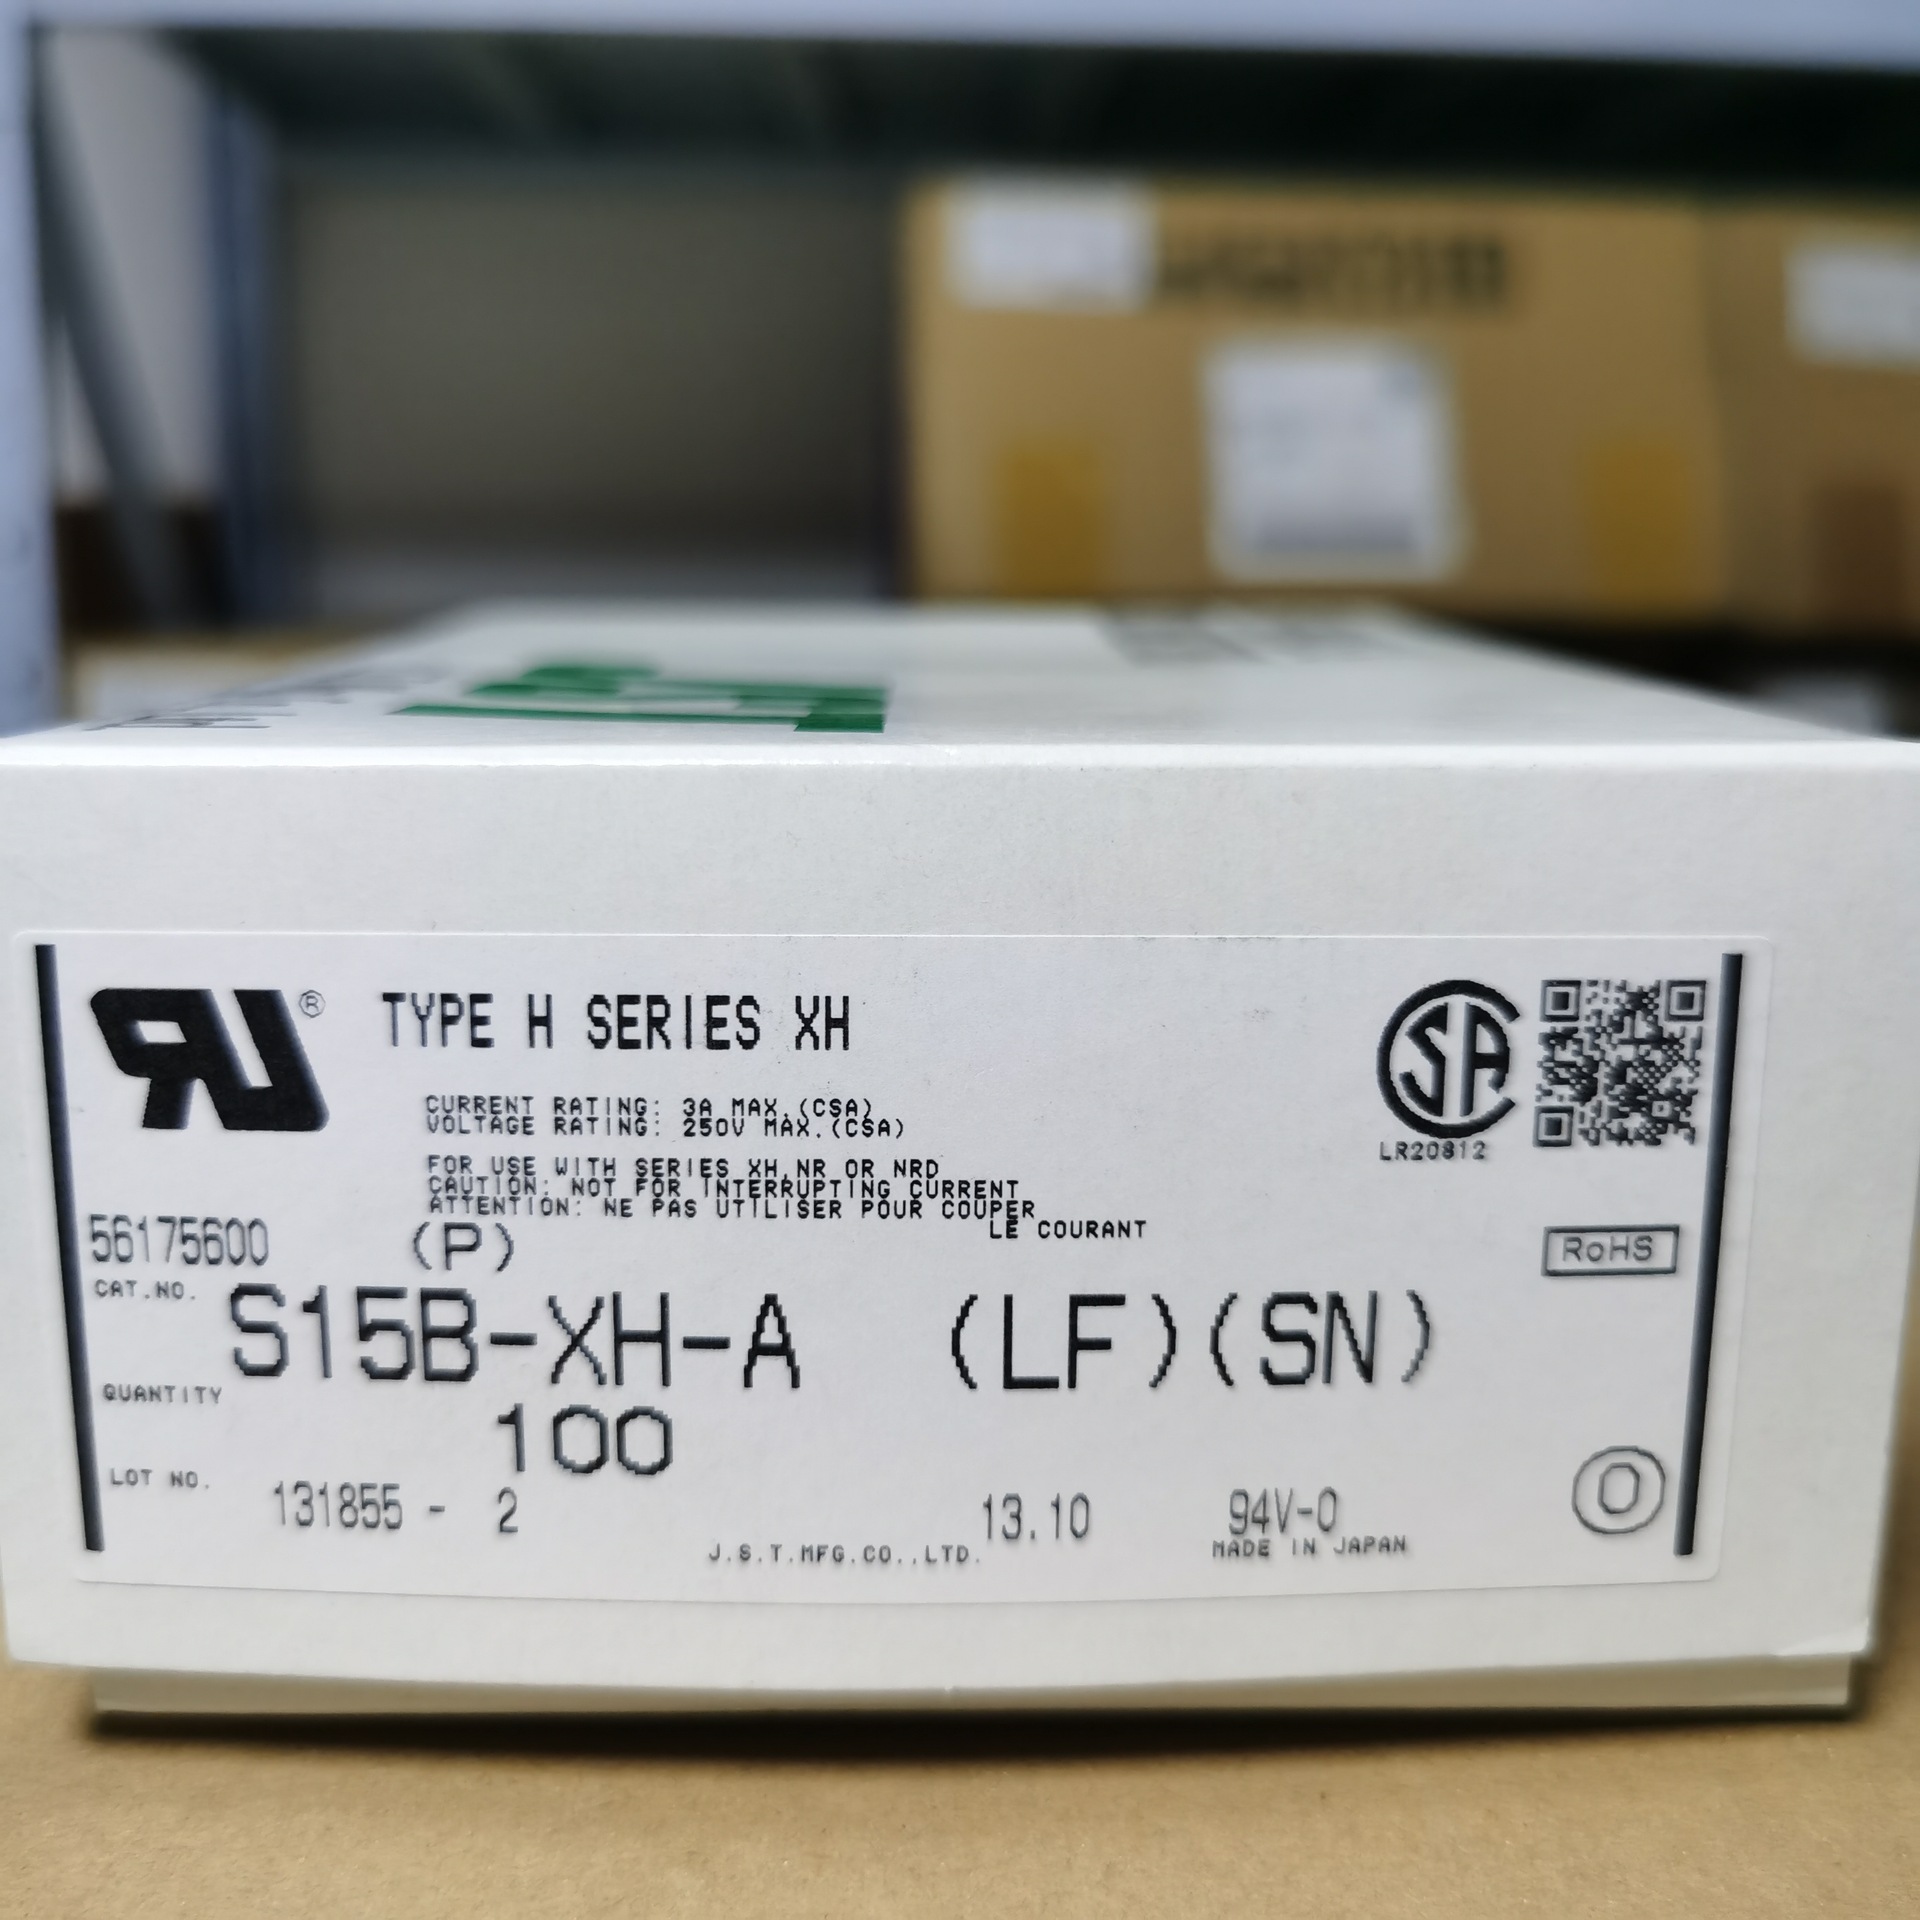 RU®
TYPE H SERIES XH
CURRENT RATING: 3A MAX.(CSA)
VOLTAGE RATING: 250V MAX.(CSA)
FOR USE WITH SERIES XH,NR OR NRD
CAUTION: NOT FOR INTERRUPTING CURRENT
ATTENTION: NE PAS UTILISER POUR COUPER
LE COURANT
SA
LR20812
56175600 (P)
RoHS
CAT.NO. S15B-XH-A (LF)(SN)
QUANTITY 100
LOT NO. 131855 - 2 13.10 94V-0
O
J.S.T.MFG.CO.,LTD. MADE IN JAPAN